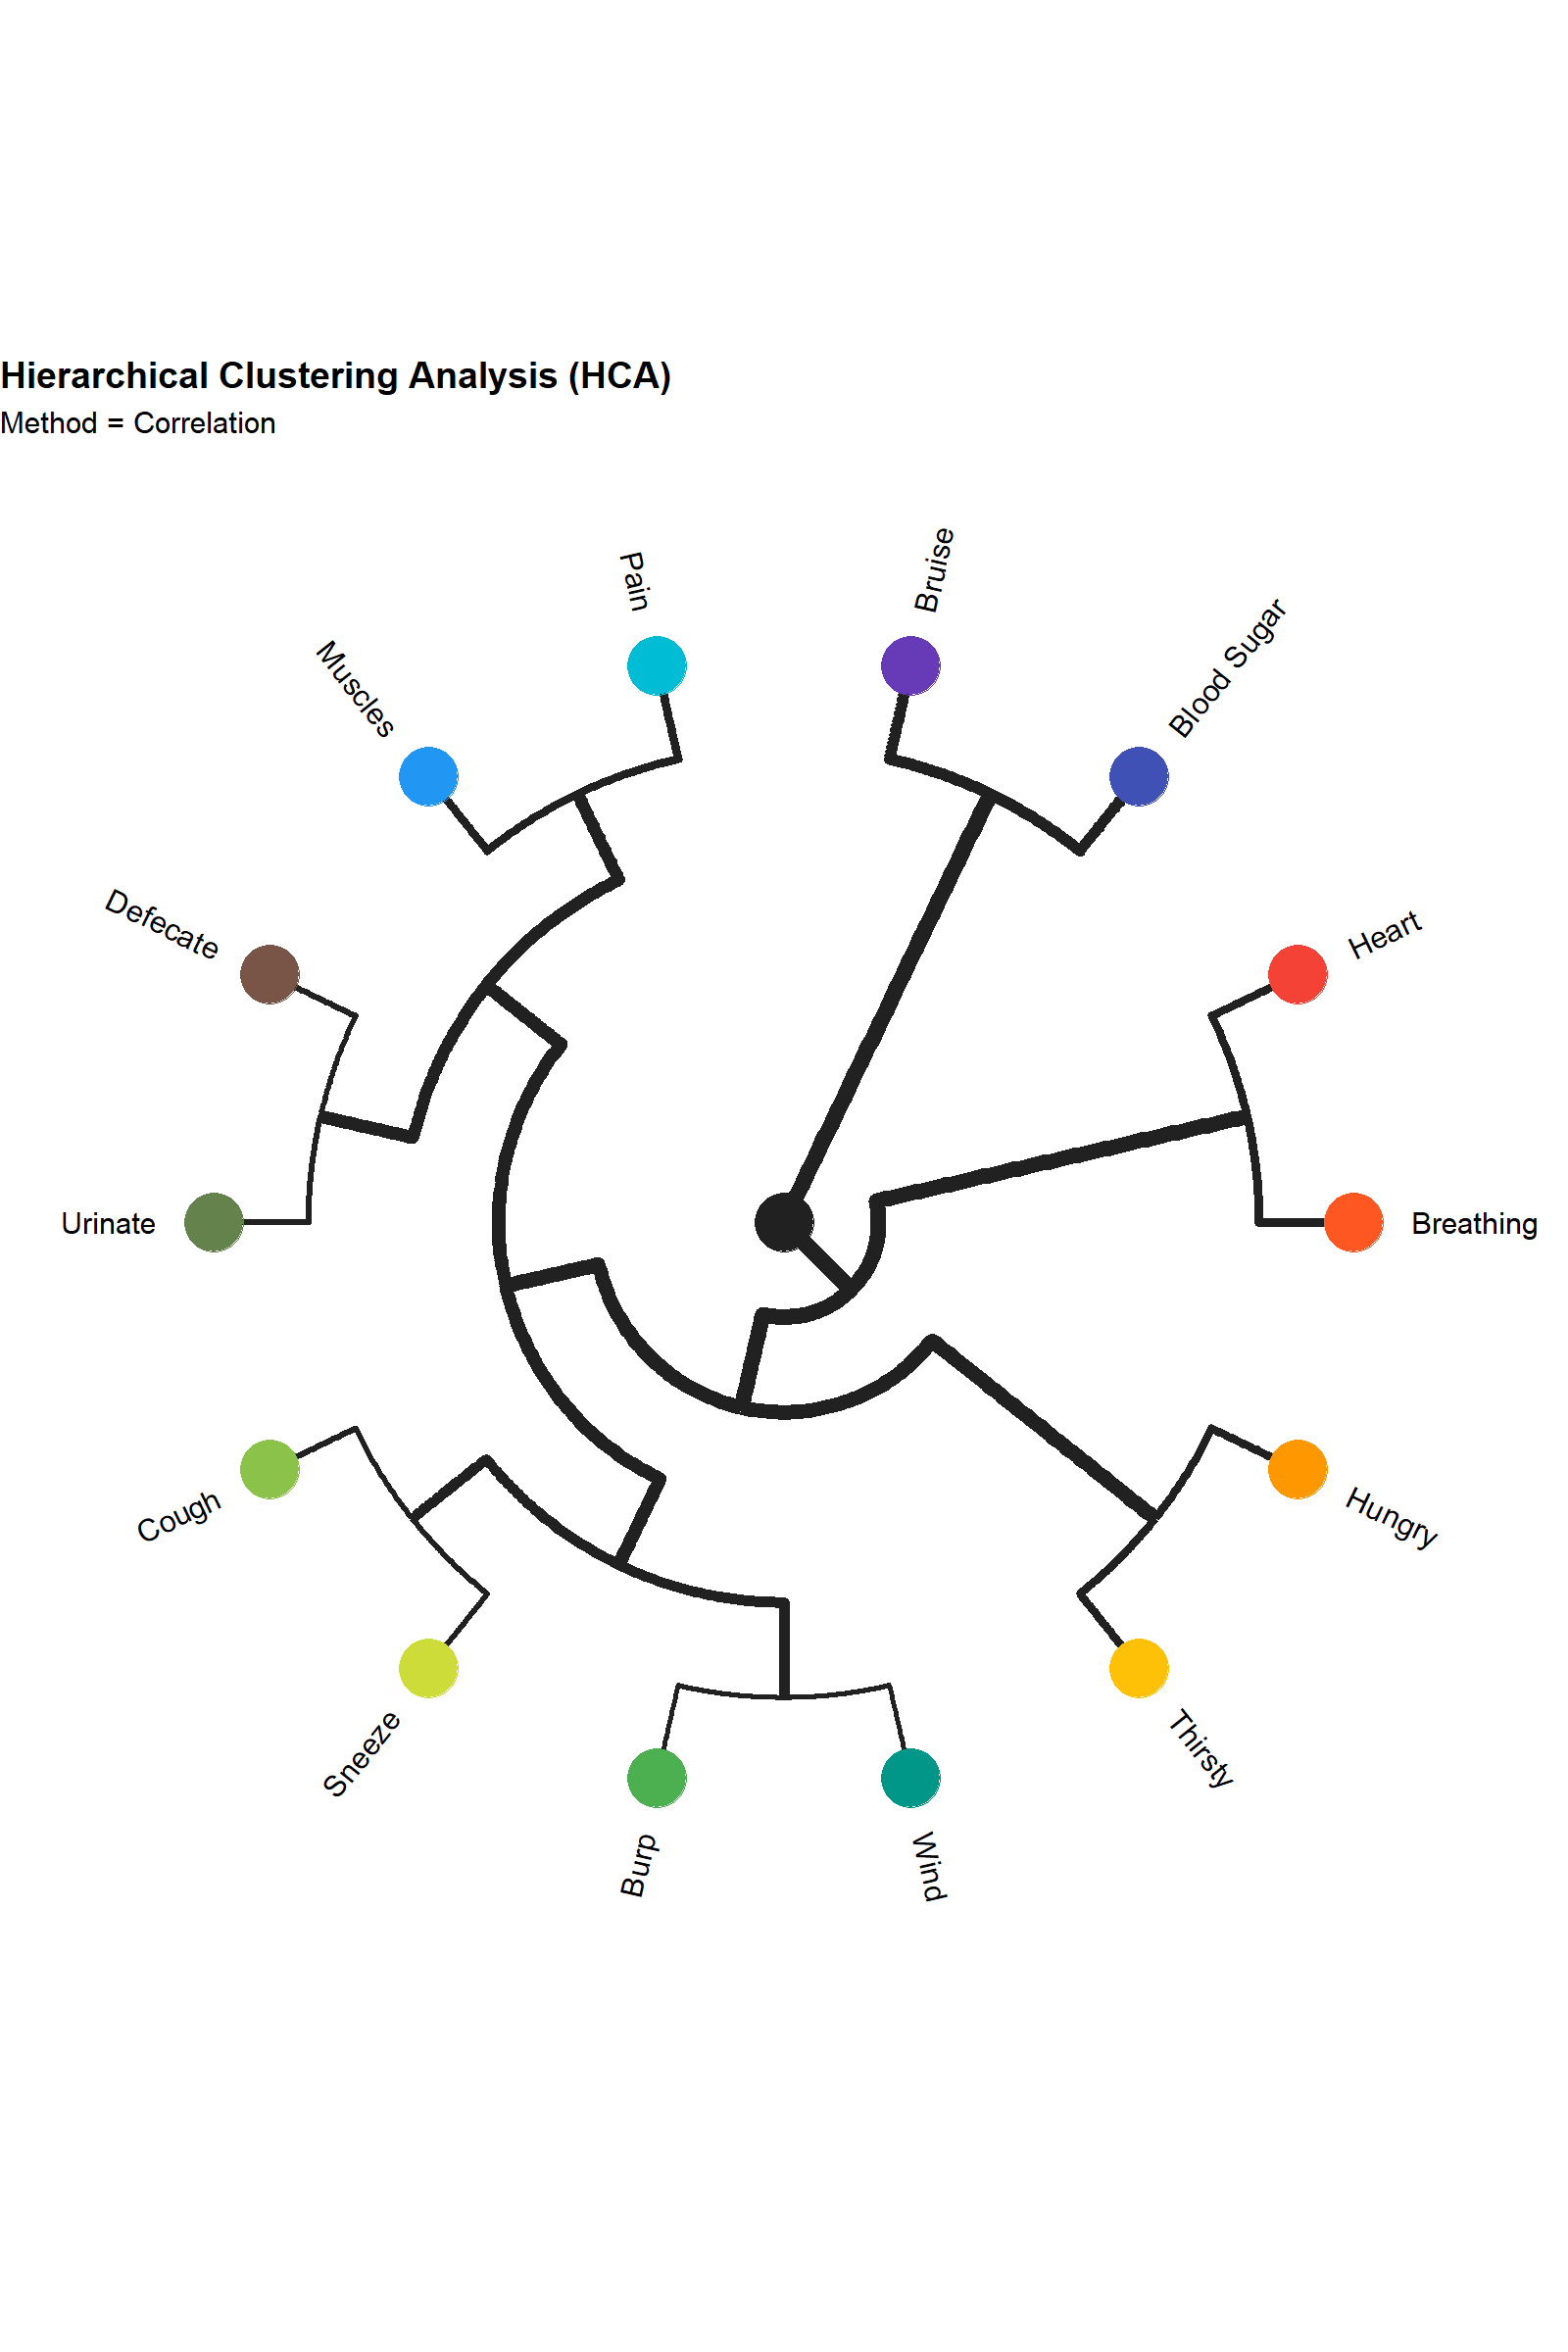 Hierarchical Clustering Analysis (HCA)
Method = Correlation
Pain
Bruise
Muscles
Blood Sugar
Defecate
Heart
Urinate
Breathing
Cough
Hungry
Sneeze
Thirsty
Burp
Wind